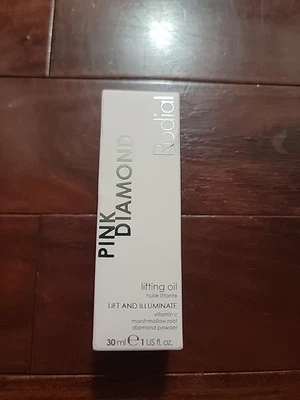 Rodial
PINK
DIAMOND
lifting oil
huile liftante
LIFT AND ILLUMINATE
vitamin c
marshmallow root
diamond powder
30 ml e 1 US fl. oz.